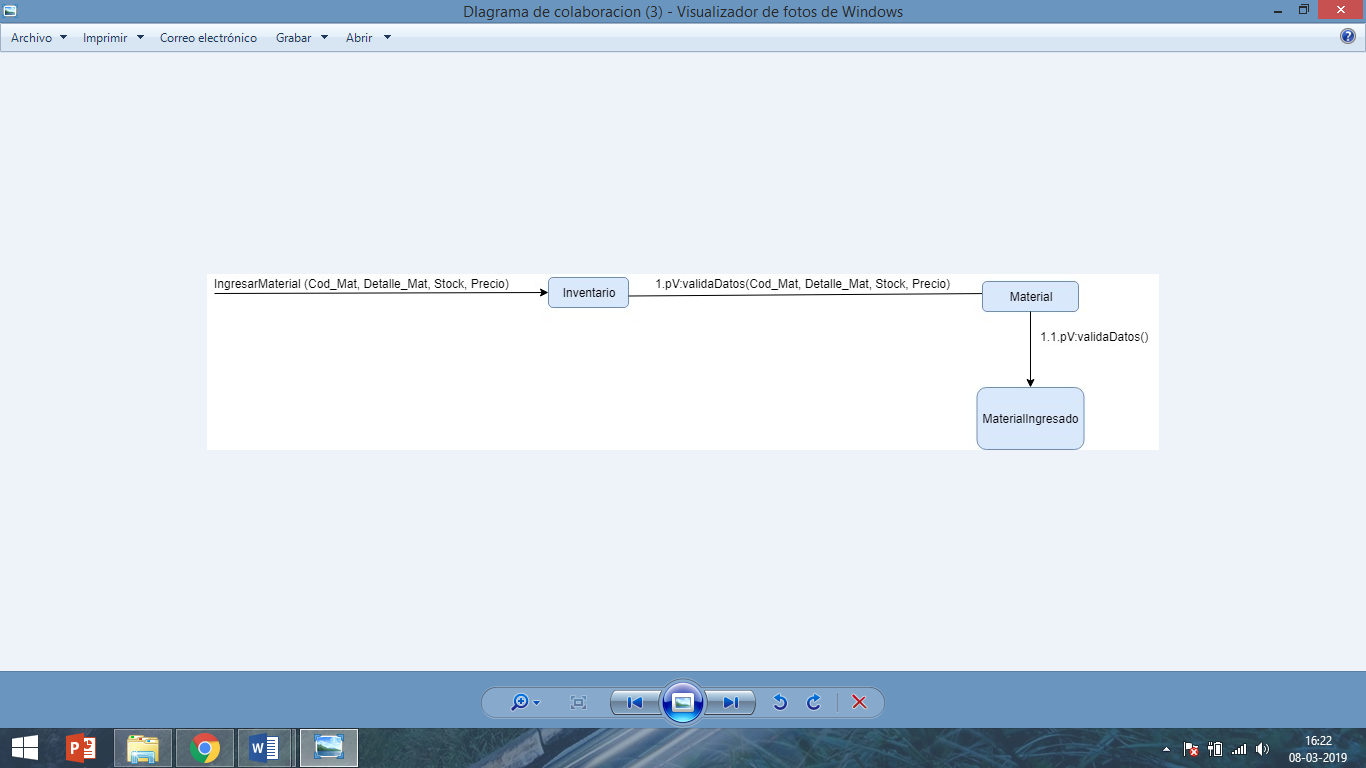 DIagrama de colaboracion (3) - Visualizador de fotos de Windows
Archivo Imprimir Correo electrónico Grabar Abrir
IngresarMaterial (Cod_Mat, Detalle_Mat, Stock, Precio)
Inventario
1.pV:validaDatos(Cod_Mat, Detalle_Mat, Stock, Precio)
Material
1.1.pV:validaDatos()
MaterialIngresado
16:22
08-03-2019